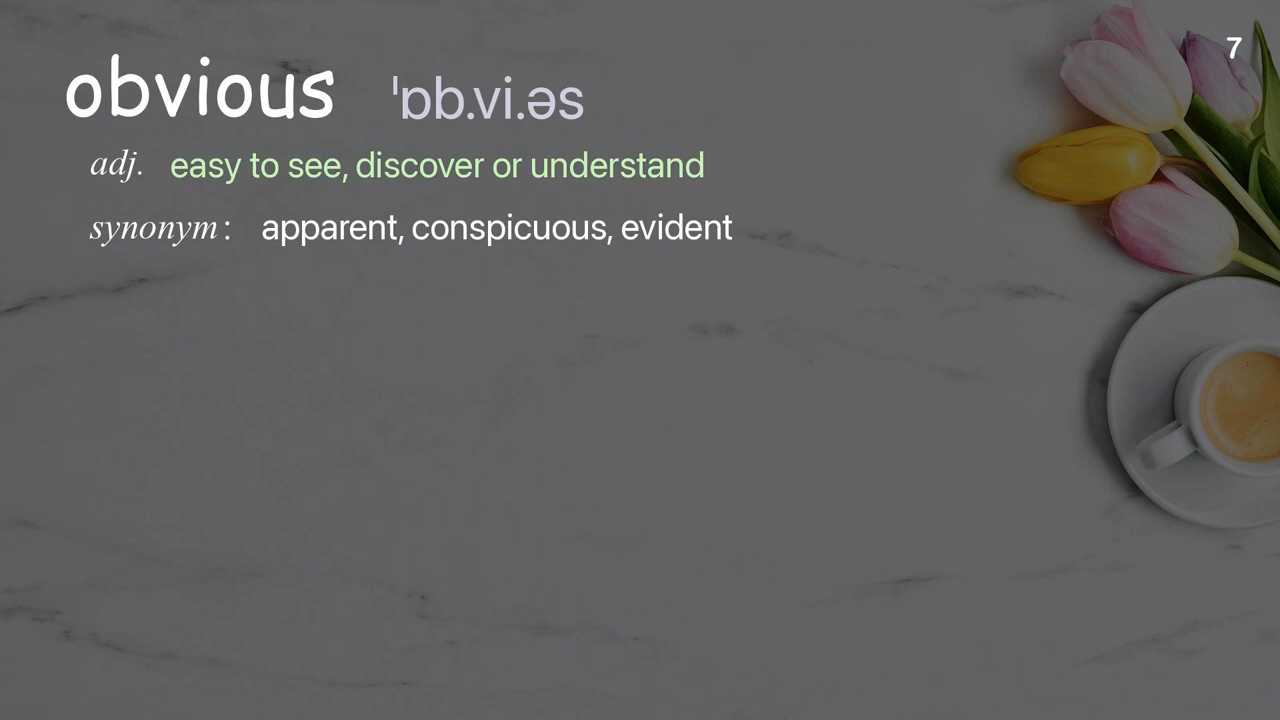 7
obvious ˈɒb.vi.əs
adj. easy to see, discover or understand
synonym: apparent, conspicuous, evident